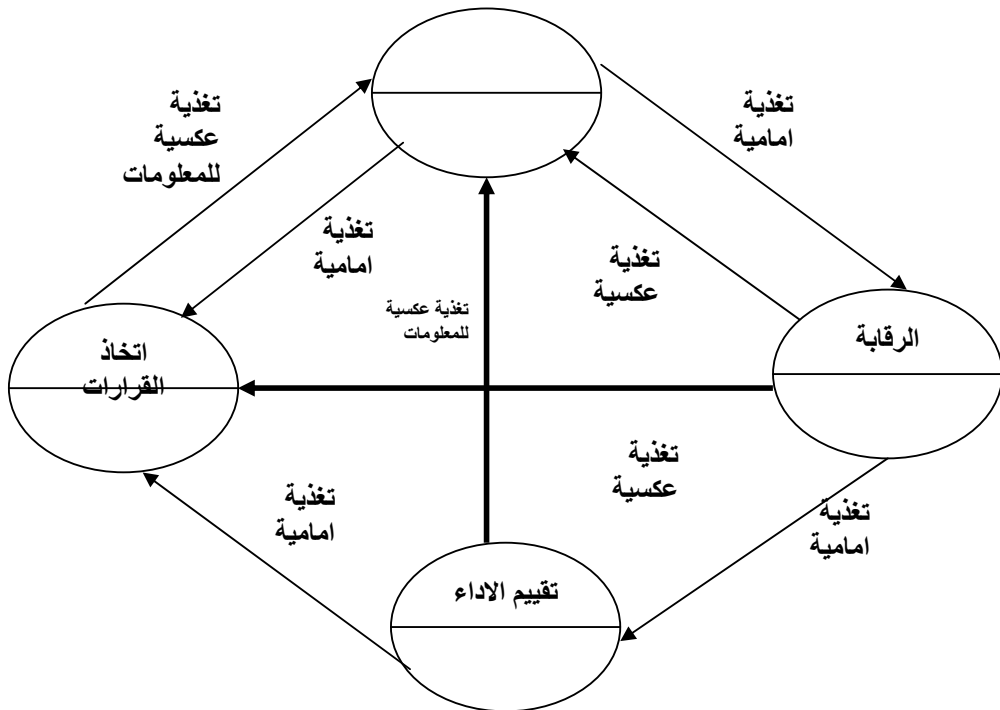 تغذية
عكسية
للمعلومات
تغذية
امامية
تغذية
امامية
تغذية
عكسية
تغذية عكسية
للمعلومات
الرقابة
اتخاذ
القرارات
تغذية
عكسية
تغذية
امامية
تغذية
امامية
تقييم الاداء